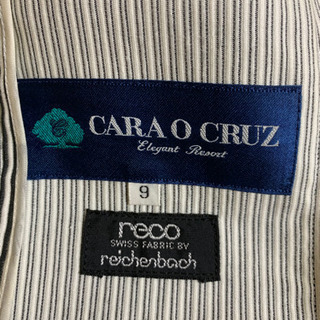 CARA O CRUZ
Elegant Resort
9
reco
SWISS FABRIC BY
reichenbach